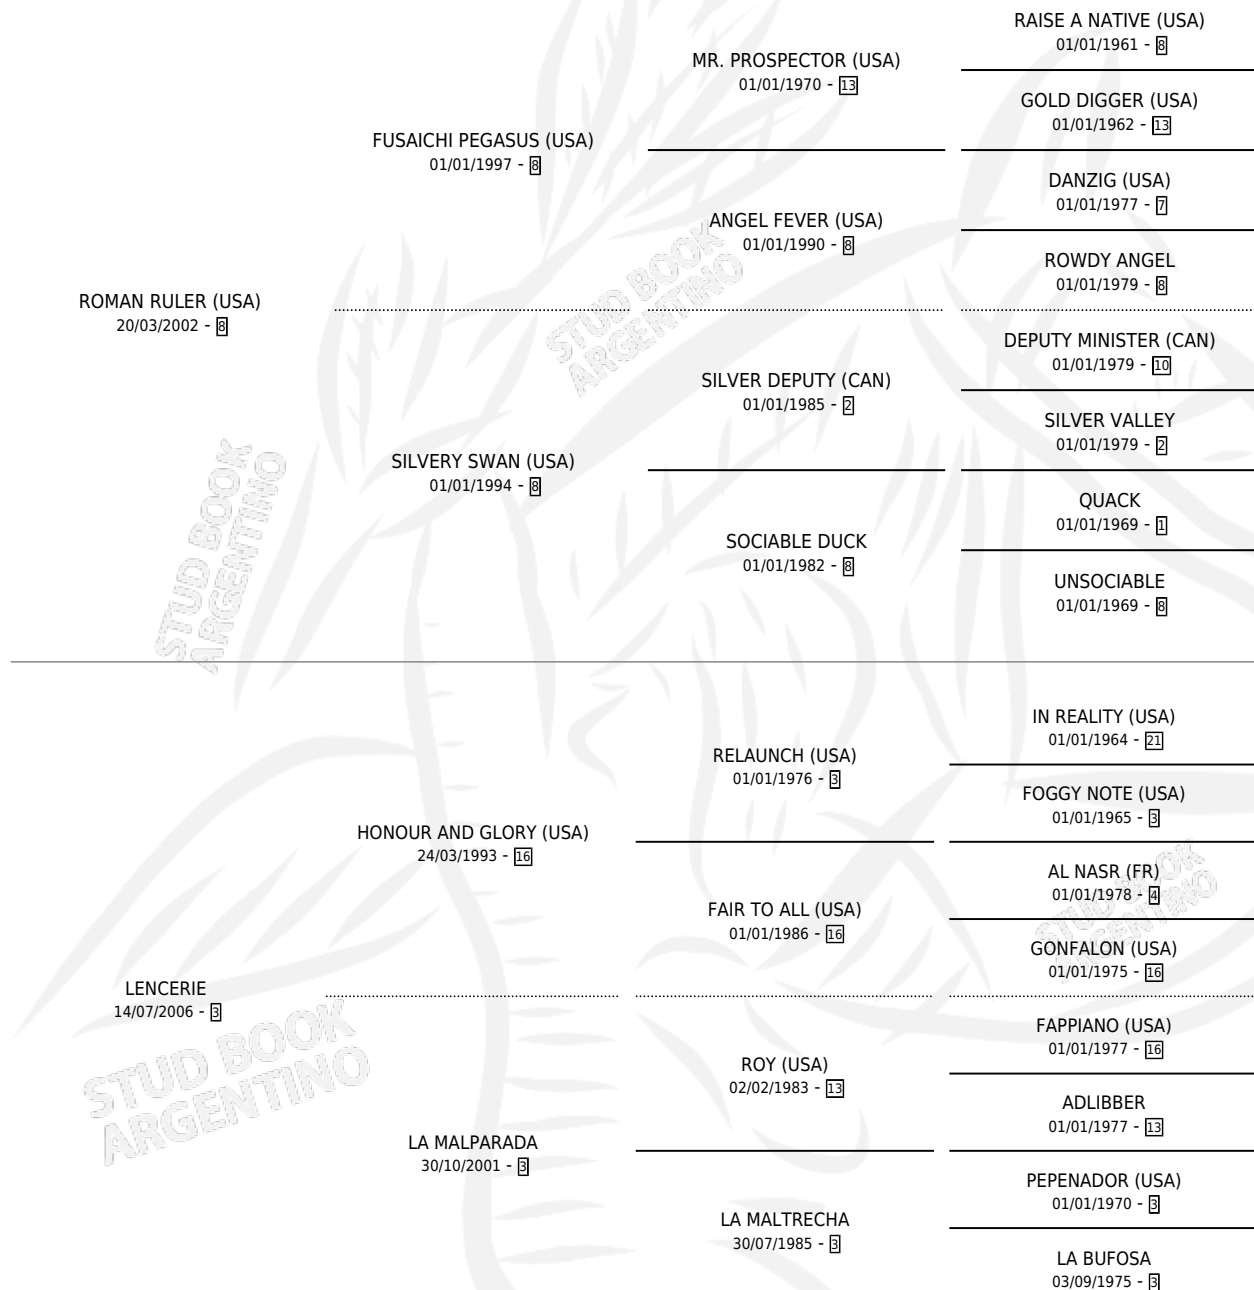 RAISE A NATIVE (USA)
01/01/1961 - 8
MR. PROSPECTOR (USA)
01/01/1970 - 13
GOLD DIGGER (USA)
01/01/1962 - 13
FUSAICHI PEGASUS (USA)
01/01/1997 - 8
DANZIG (USA)
01/01/1977 - 7
ANGEL FEVER (USA)
01/01/1990 - 8
ROWDY ANGEL
01/01/1979 - 8
ROMAN RULER (USA)
20/03/2002 - 8
DEPUTY MINISTER (CAN)
01/01/1979 - 10
SILVER DEPUTY (CAN)
01/01/1985 - 2
SILVER VALLEY
01/01/1979 - 2
SILVERY SWAN (USA)
01/01/1994 - 8
QUACK
01/01/1969 - 1
SOCIABLE DUCK
01/01/1982 - 8
UNSOCIABLE
01/01/1969 - 8
IN REALITY (USA)
01/01/1964 - 21
RELAUNCH (USA)
01/01/1976 - 3
FOGGY NOTE (USA)
01/01/1965 - 3
HONOUR AND GLORY (USA)
24/03/1993 - 16
AL NASR (FR)
01/01/1978 - 4
FAIR TO ALL (USA)
01/01/1986 - 16
GONFALON (USA)
01/01/1975 - 16
LENCERIE
14/07/2006 - 3
FAPPIANO (USA)
01/01/1977 - 16
ROY (USA)
02/02/1983 - 13
ADLIBBER
01/01/1977 - 13
LA MALPARADA
30/10/2001 - 3
PEPENADOR (USA)
01/01/1970 - 3
LA MALTRECHA
30/07/1985 - 3
LA BUFOSA
03/09/1975 - 3
STUD BOOK
ARGENTINO
STUD BOOK
ARGENTINO
STUD BOOK
ARGENTINO
STUD BOOK
ARGENTINO